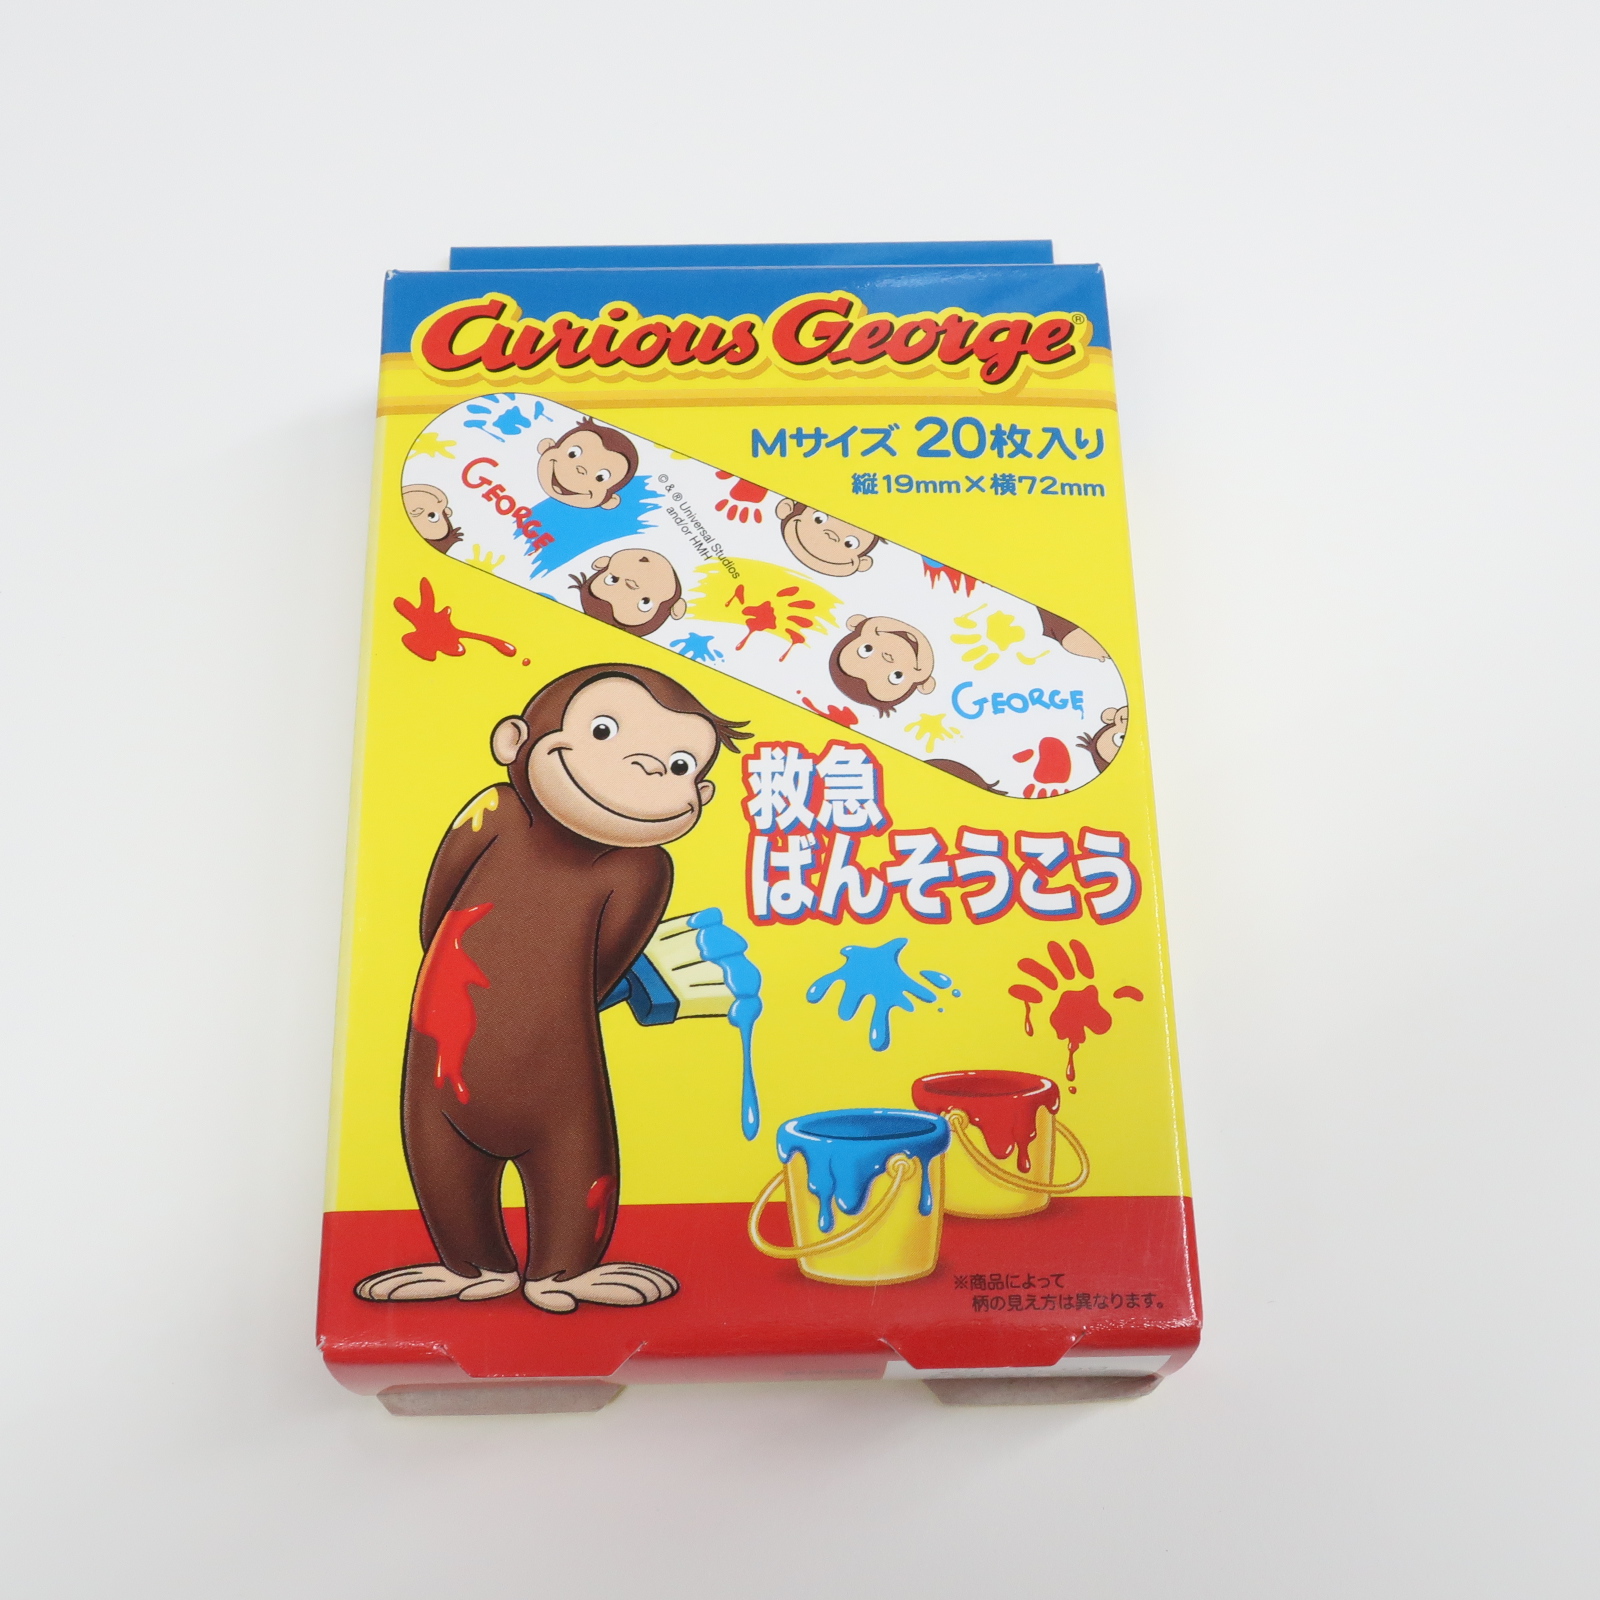 Curious George®
Mサイズ 20枚入り
縦19mm×横72mm
GEORGE
© & ® Universal Studios
and/or HMH
GEORGE
救急
ばんそうこう
※商品によって
柄の見え方は異なります。